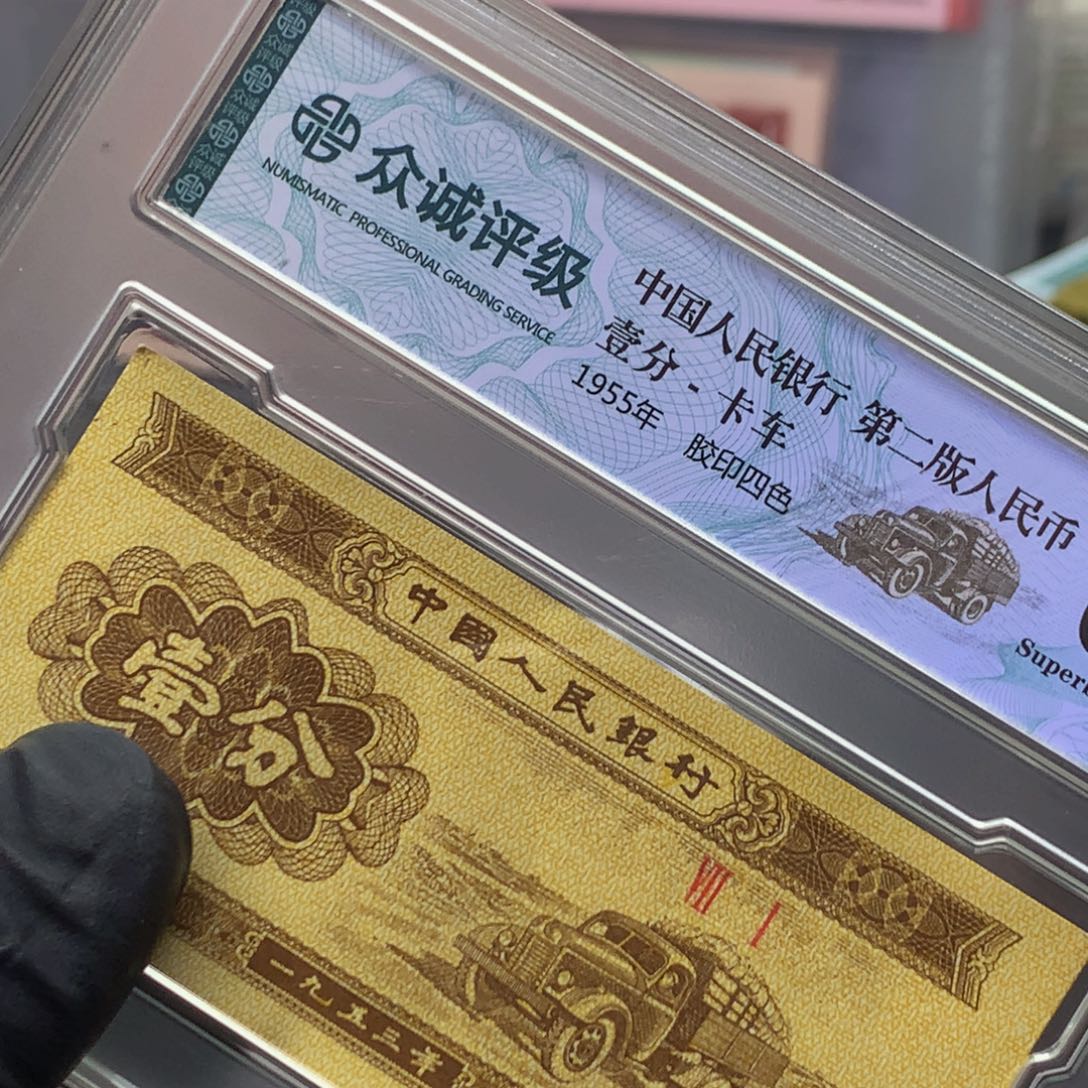 众诚评级
NUMISMATIC PROFESSIONAL GRADING SERVICE
中国人民银行 第二版人民币
壹分 - 卡车
1955年 胶印四色
中國人民銀行
壹分
VIII I
一九五三年